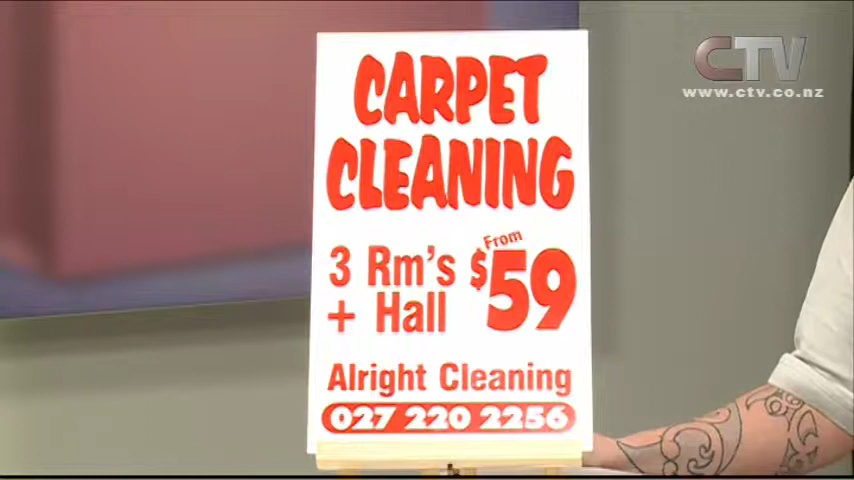 CTV
www.ctv.co.nz
CARPET
CLEANING
3 Rm's
+ Hall
From
$59
Alright Cleaning
027 220 2256